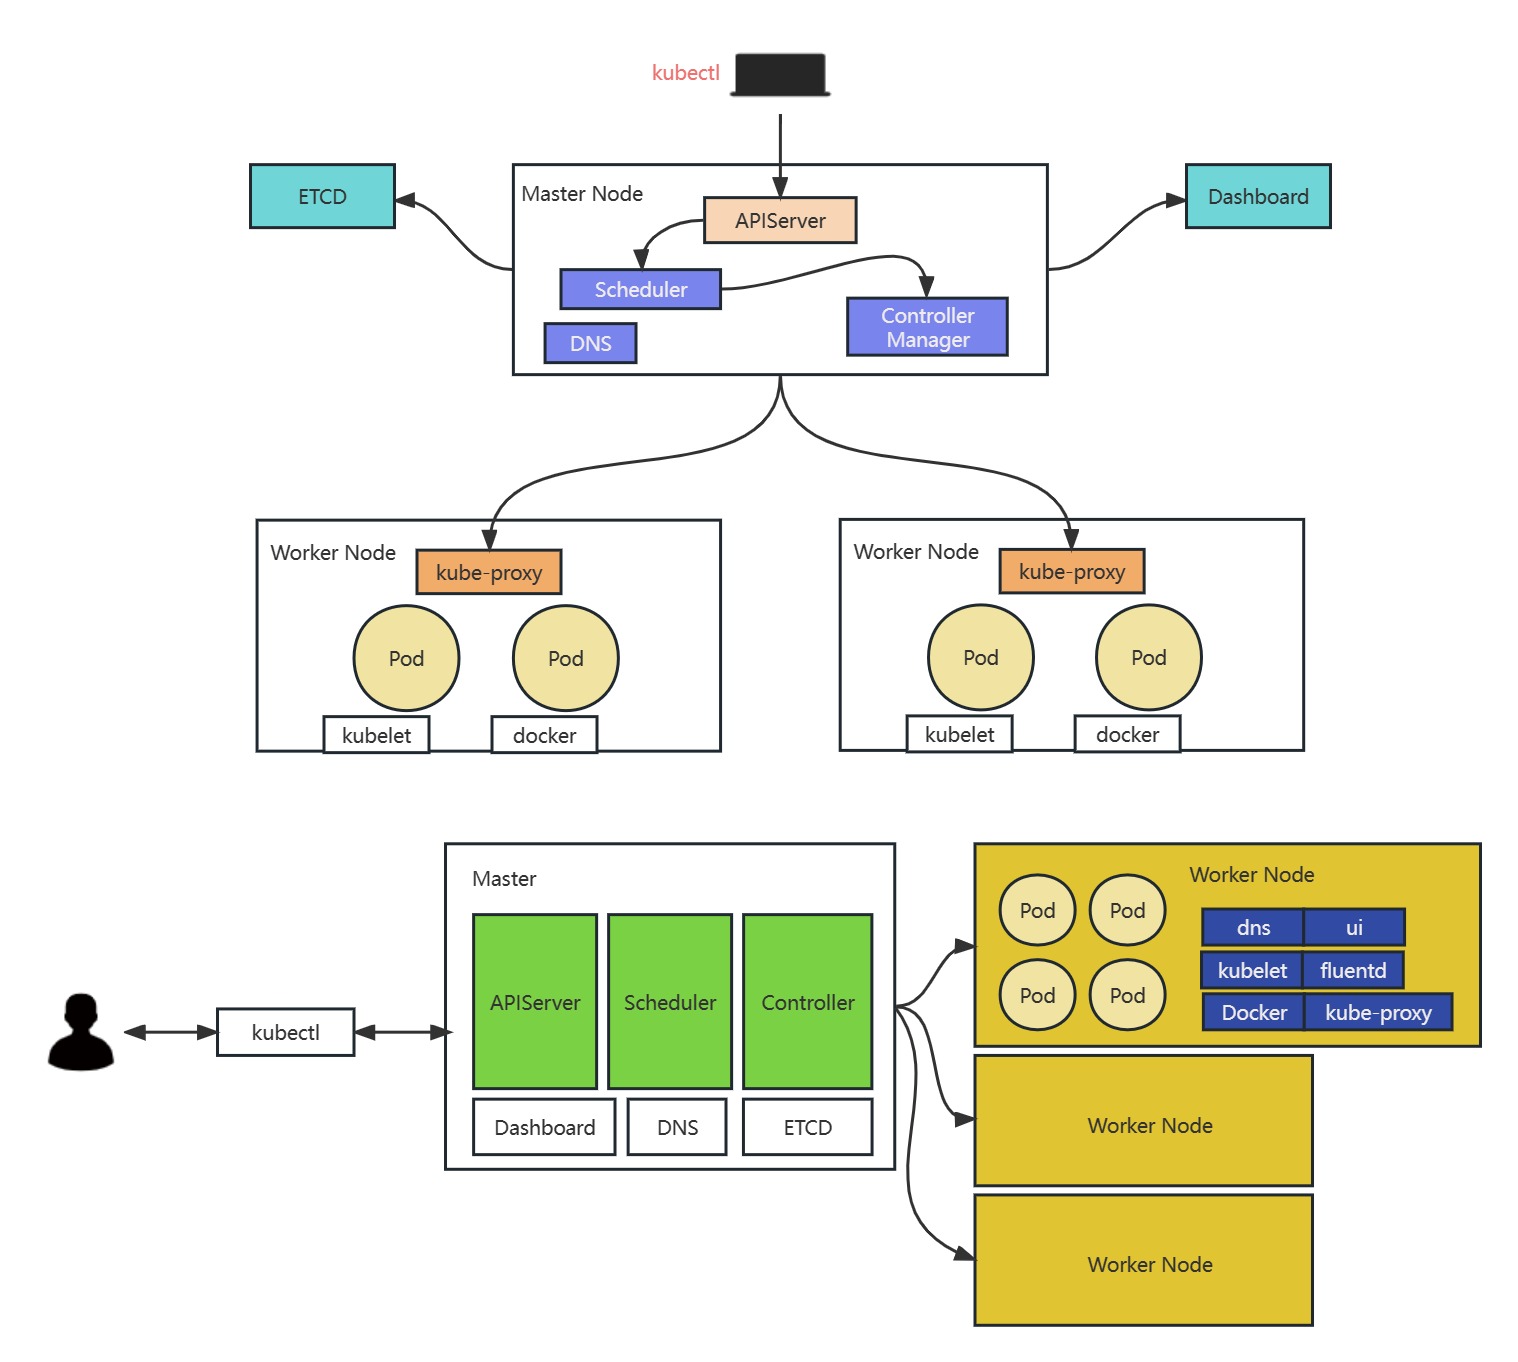 kubectl
ETCD
Master Node
APIServer
Dashboard
Scheduler
Controller
Manager
DNS
Worker Node
kube-proxy
Pod
Pod
kubelet
docker
Worker Node
kube-proxy
Pod
Pod
kubelet
docker
kubectl
Master
APIServer
Scheduler
Controller
Dashboard
DNS
ETCD
Worker Node
Pod
Pod
Pod
Pod
dns
ui
kubelet
fluentd
Docker
kube-proxy
Worker Node
Worker Node